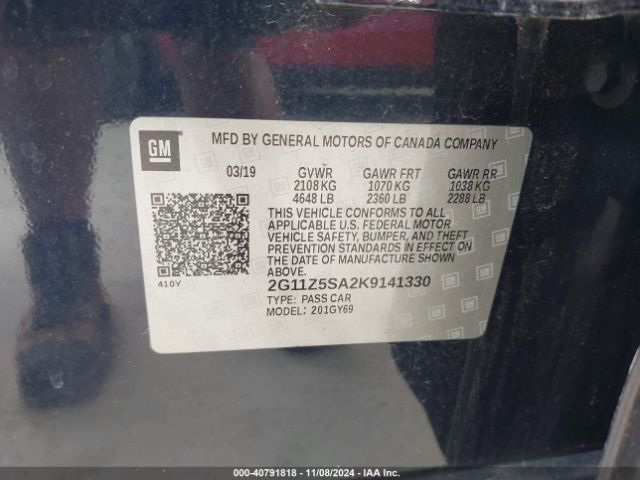 GM
MFD BY GENERAL MOTORS OF CANADA COMPANY
03/19 GVWR GAWR FRT GAWR RR
2108 KG 1070 KG 1038 KG
4648 LB 2360 LB 2288 LB
THIS VEHICLE CONFORMS TO ALL
APPLICABLE U.S. FEDERAL MOTOR
VEHICLE SAFETY, BUMPER, AND THEFT
PREVENTION STANDARDS IN EFFECT ON
THE DATE OF MANUFACTURE SHOWN
ABOVE.
410Y
2G11Z5SA2K9141330
TYPE: PASS CAR
MODEL: 201GY69
000-40791818 - 11/08/2024 - IAA Inc.